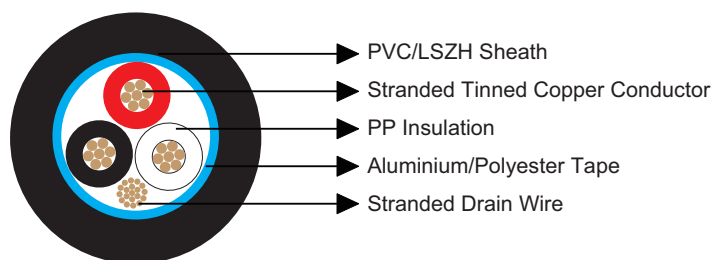 PVC/LSZH Sheath
Stranded Tinned Copper Conductor
PP Insulation
Aluminium/Polyester Tape
Stranded Drain Wire